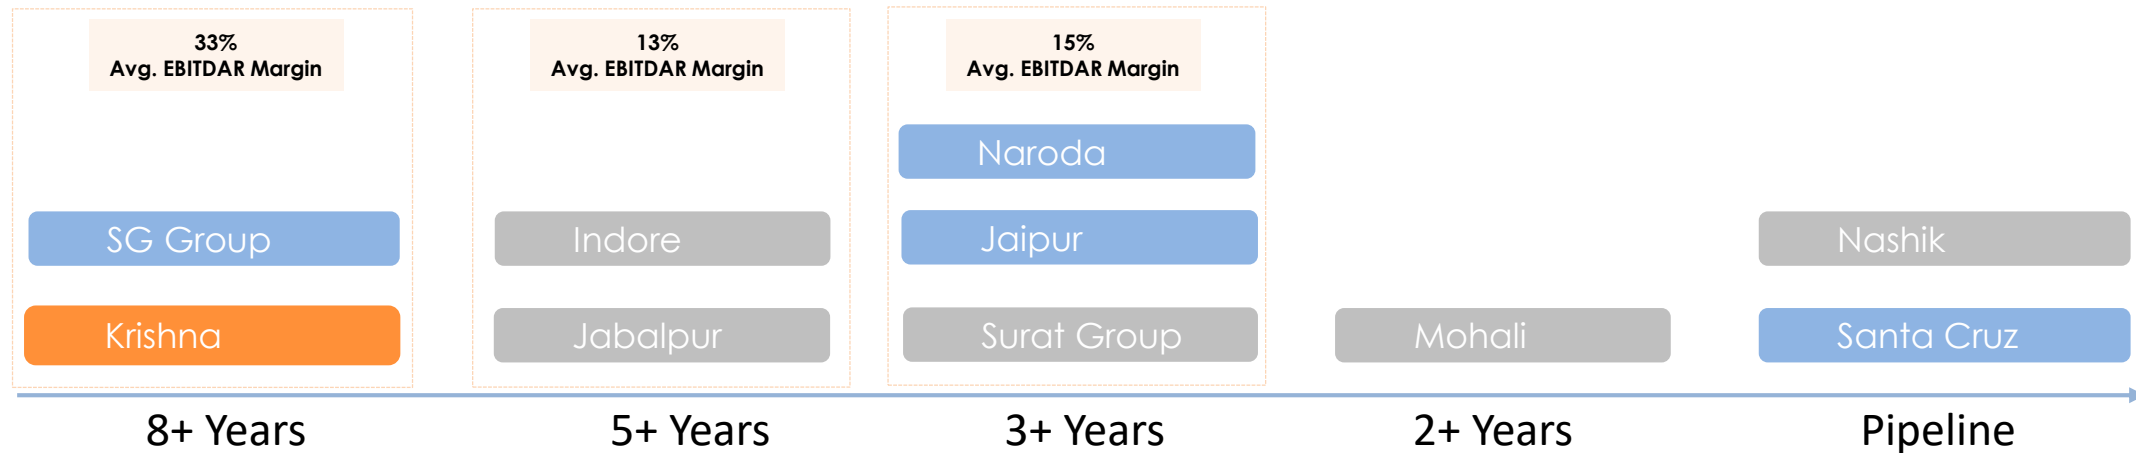 33%
Avg. EBITDAR Margin
13%
Avg. EBITDAR Margin
15%
Avg. EBITDAR Margin
Naroda
SG Group
Indore
Jaipur
Nashik
Krishna
Jabalpur
Surat Group
Mohali
Santa Cruz
8+ Years
5+ Years
3+ Years
2+ Years
Pipeline